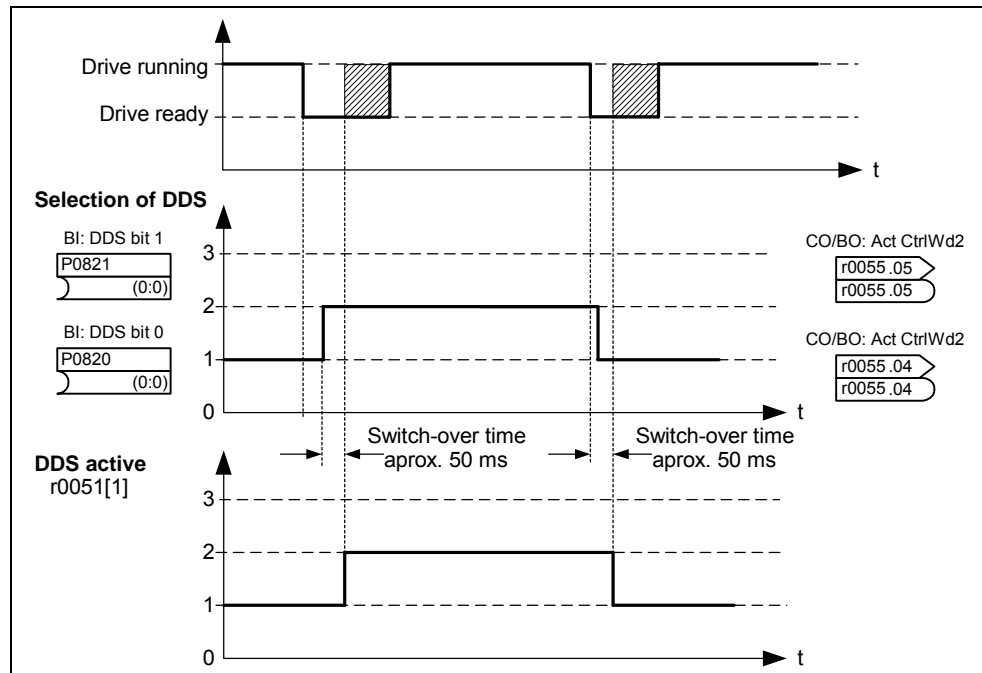 Drive running
Drive ready
t
Selection of DDS
BI: DDS bit 1
P0821
(0:0)
BI: DDS bit 0
P0820
(0:0)
3
2
1
0
t
CO/BO: Act CtrlWd2
r0055.05
r0055.05
CO/BO: Act CtrlWd2
r0055.04
r0055.04
Switch-over time
aprox. 50 ms
Switch-over time
aprox. 50 ms
DDS active
r0051[1]
3
2
1
0
t